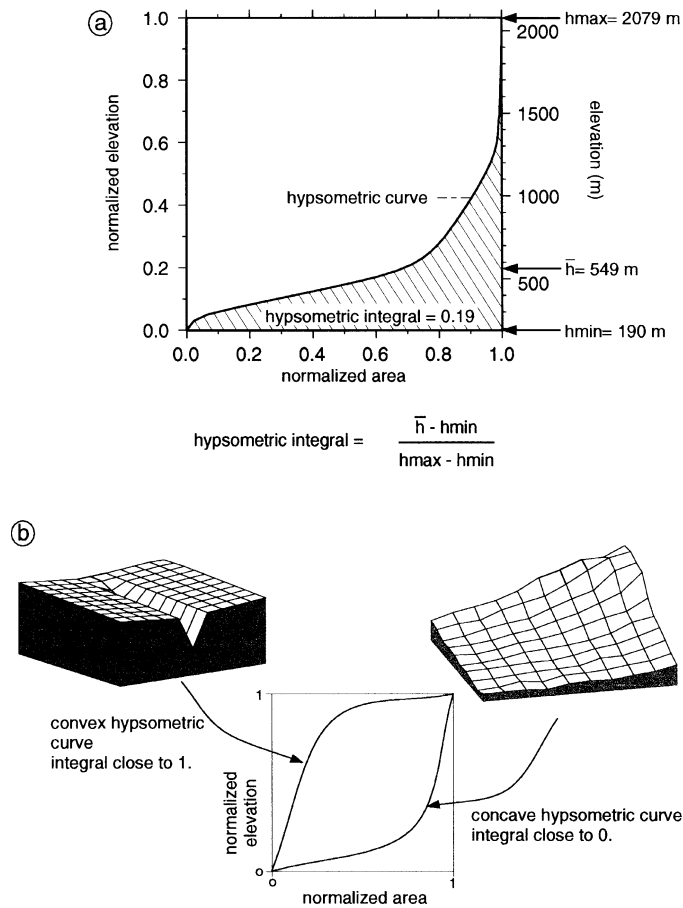 ⓐ
1.0
0.8
0.6
0.4
0.2
0.0
normalized elevation
0.0 0.2 0.4 0.6 0.8 1.0
normalized area
hypsometric curve
hypsometric integral = 0.19
2000
1500
1000
500
elevation (m)
hmax= 2079 m
h̅= 549 m
hmin= 190 m
hypsometric integral =
h̅ - hmin
hmax - hmin
ⓑ
convex hypsometric
curve
integral close to 1.
1
normalized
elevation
o
o 1
normalized area
concave hypsometric curve
integral close to 0.